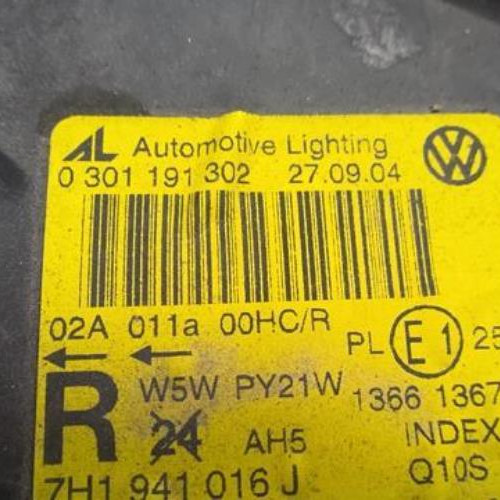 AL Automotive Lighting
0 301 191 302 27.09.04
02A 011a 00HC/R
PL E1 25
R W5W PY21W 1366 1367
24 AH5 INDEX
7H1 941 016 J Q10S